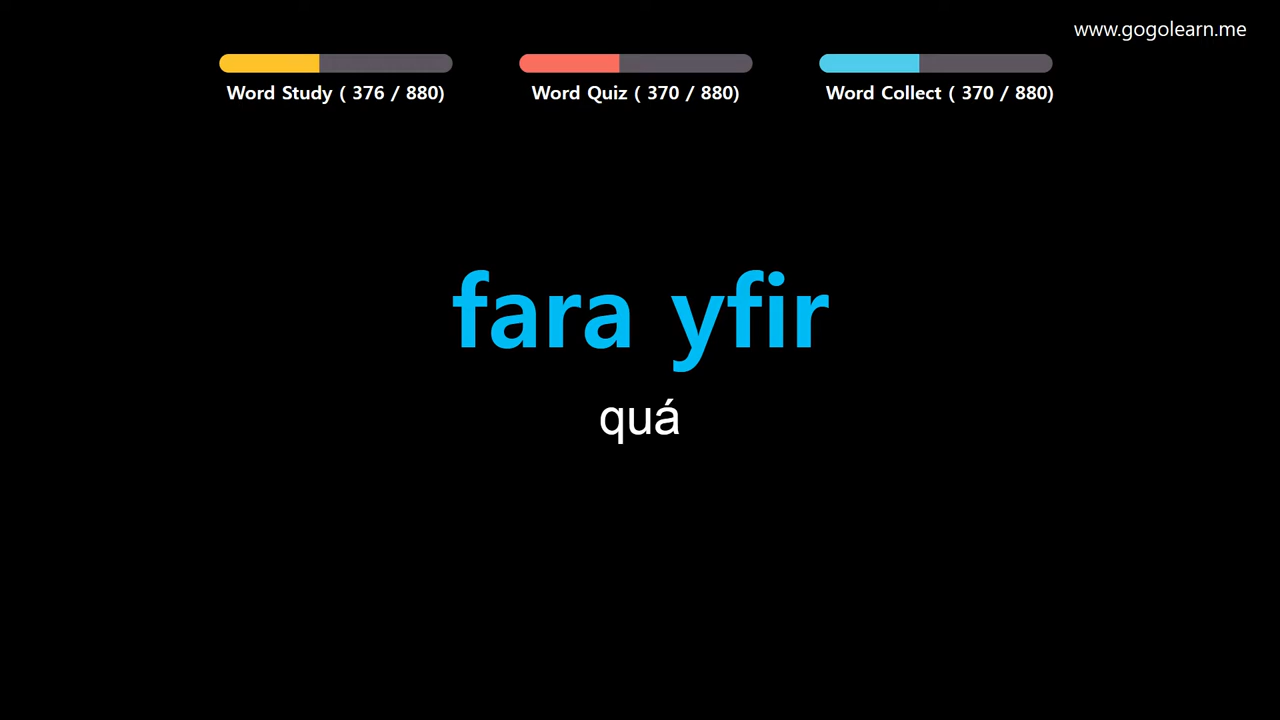 www.gogolearn.me
Word Study ( 376 / 880)
Word Quiz ( 370 / 880)
Word Collect ( 370 / 880)
fara yfir
quá